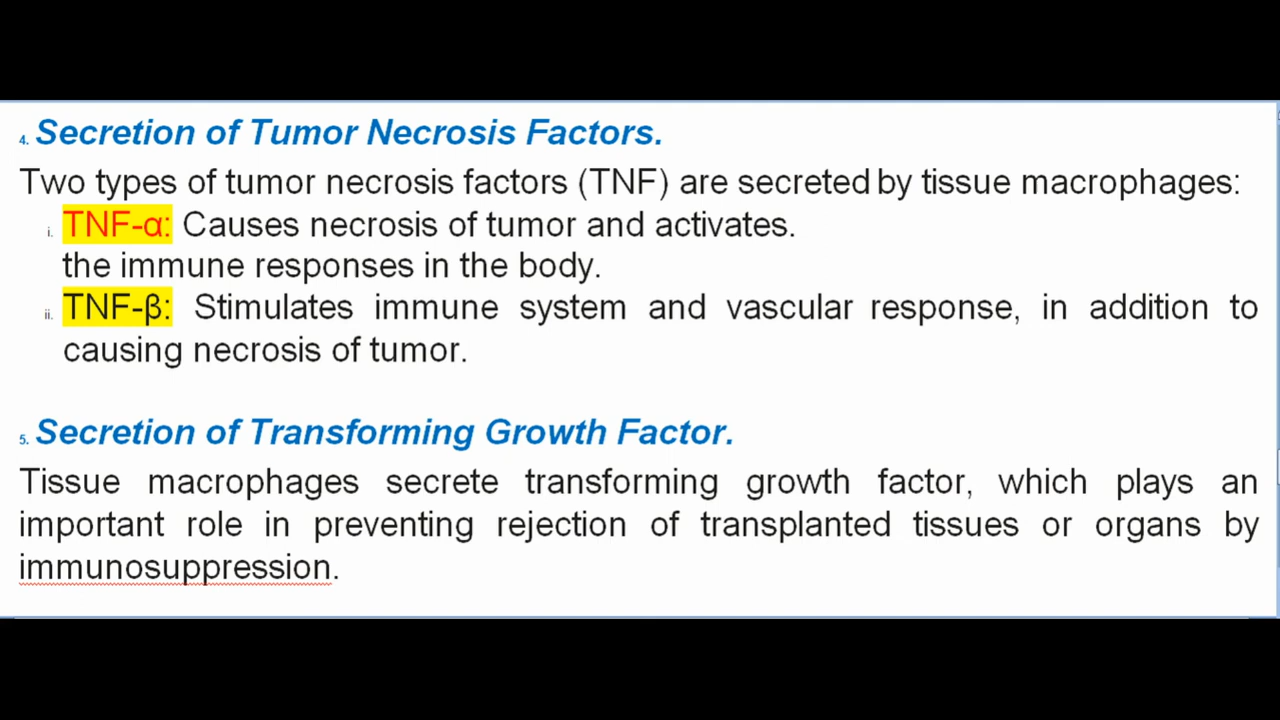 4. Secretion of Tumor Necrosis Factors.
Two types of tumor necrosis factors (TNF) are secreted by tissue macrophages:
i. TNF-α: Causes necrosis of tumor and activates.
the immune responses in the body.
ii. TNF-β: Stimulates immune system and vascular response, in addition to
causing necrosis of tumor.
5. Secretion of Transforming Growth Factor.
Tissue macrophages secrete transforming growth factor, which plays an
important role in preventing rejection of transplanted tissues or organs by
immunosuppression.